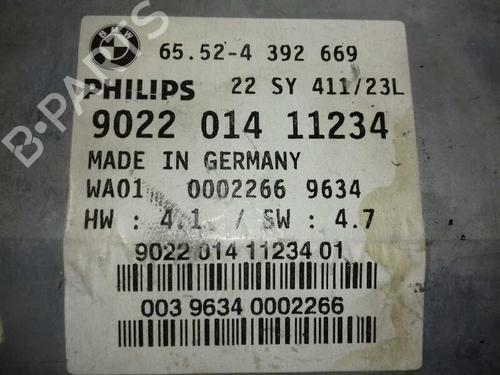 BMW
65.52-4 392 669
PHILIPS 22 SY 411/23L
9022 014 11234
MADE IN GERMANY
WA01 0002266 9634
HW : 4.1 / SW : 4.7
9022 014 11234 01
003 9634 0002266
B-PARTS